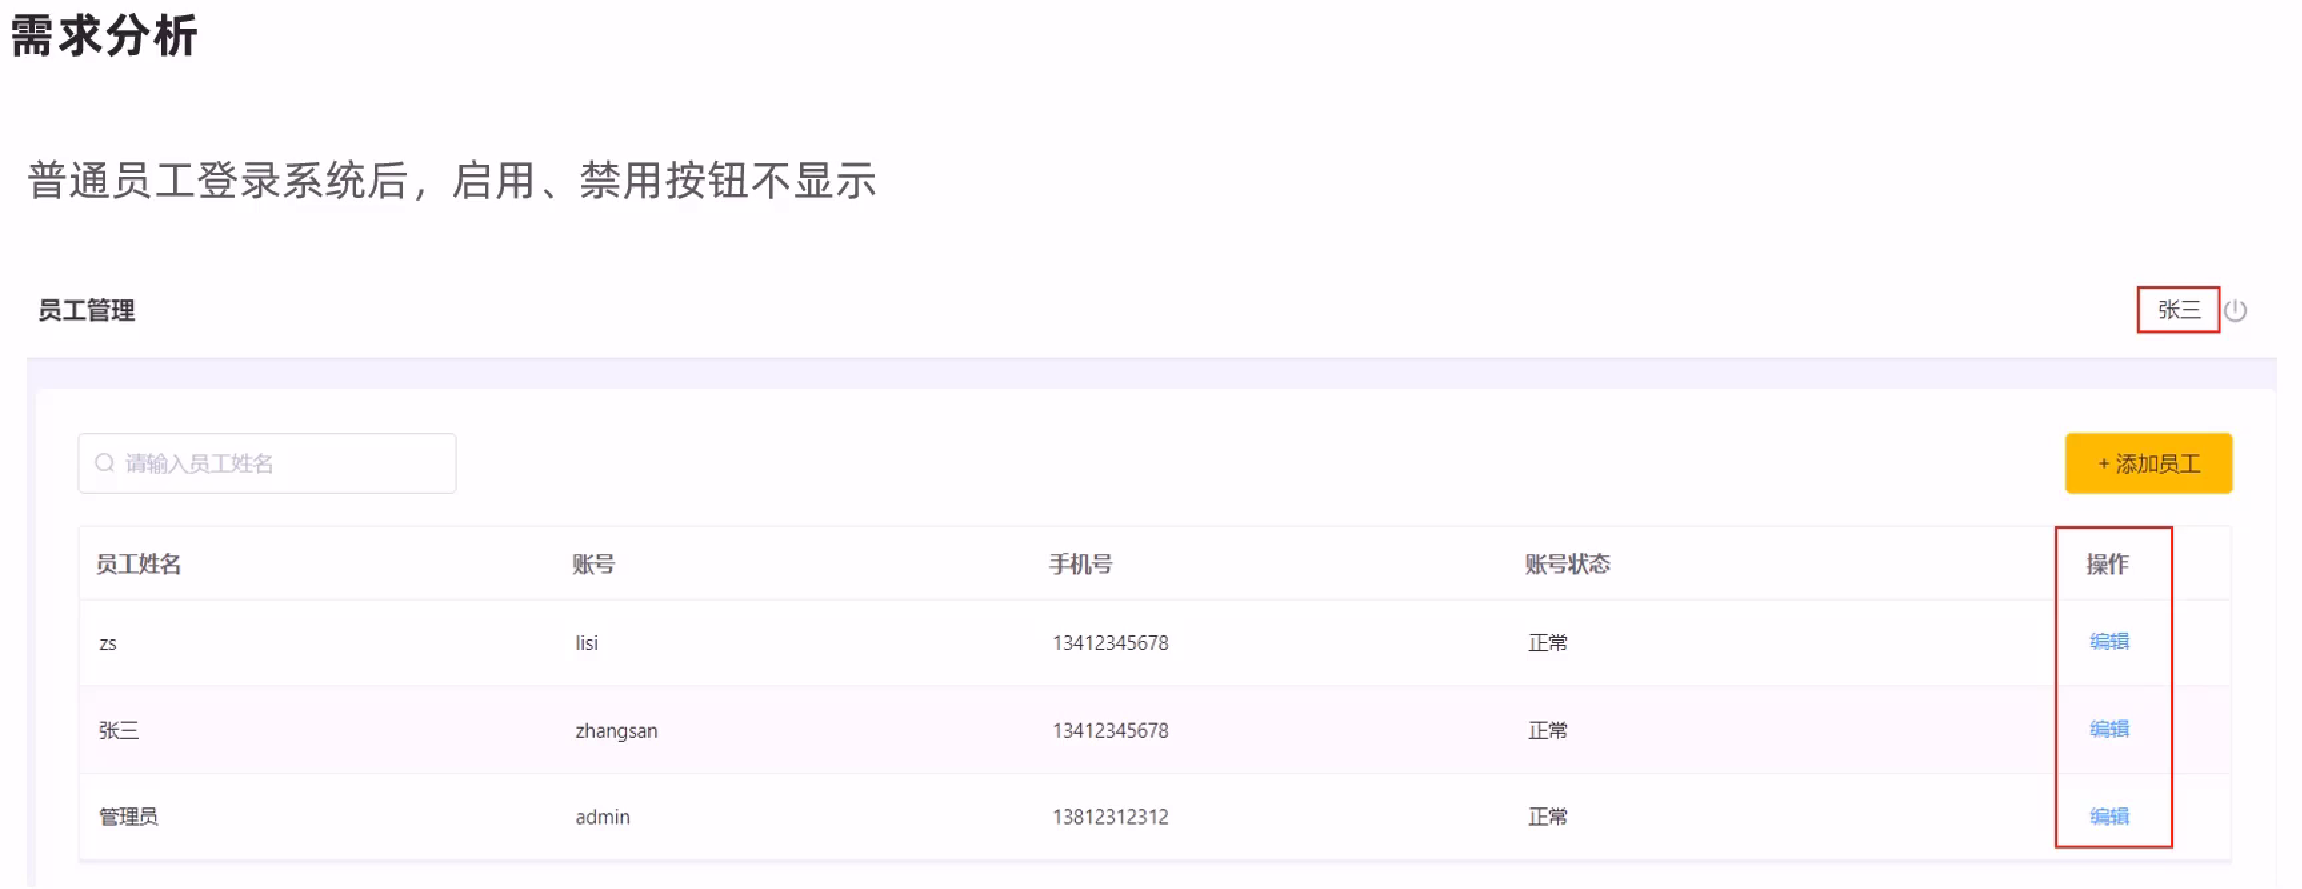 需求分析
普通员工登录系统后，启用、禁用按钮不显示
员工管理 张三
请输入员工姓名 + 添加员工
员工姓名 账号 手机号 账号状态 操作
zs lisi 13412345678 正常 编辑
张三 zhangsan 13412345678 正常 编辑
管理员 admin 13812312312 正常 编辑